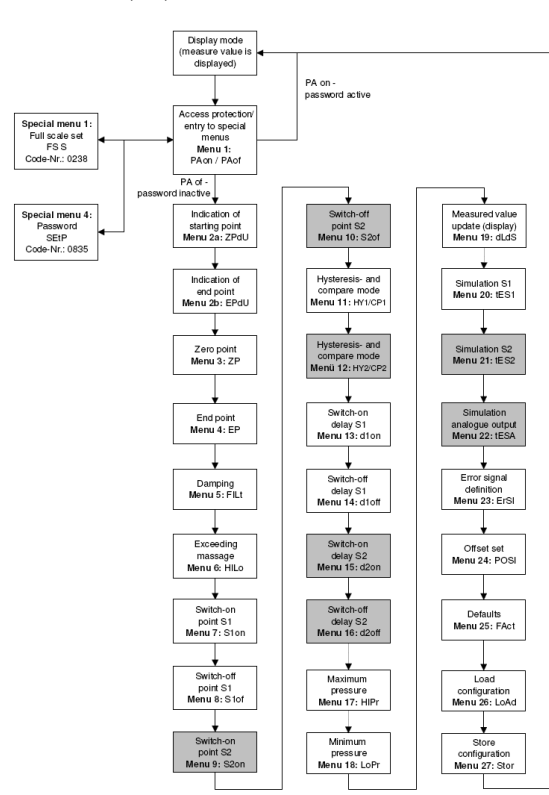 Display mode
(measure value is
displayed)
PA on -
password active
Access protection/
entry to special
menus
Menu 1:
PAon / PAof
Special menu 1:
Full scale set
FS S
Code-Nr.: 0238
PA of -
password inactive
Special menu 4:
Password
SEtP
Code-Nr.: 0835
Indication of
starting point
Menu 2a: ZPdU
Indication of
end point
Menu 2b: EPdU
Zero point
Menu 3: ZP
End point
Menu 4: EP
Damping
Menu 5: FILt
Exceeding
massage
Menu 6: HILo
Switch-on
point S1
Menu 7: S1on
Switch-off
point S1
Menu 8: S1of
Switch-on
point S2
Menu 9: S2on
Switch-off
point S2
Menu 10: S2of
Hysteresis- and
compare mode
Menu 11: HY1/CP1
Hysteresis- and
compare mode
Menü 12: HY2/CP2
Switch-on
delay S1
Menu 13: d1on
Switch-off
delay S1
Menu 14: d1off
Switch-on
delay S2
Menu 15: d2on
Switch-off
delay S2
Menu 16: d2off
Maximum
pressure
Menu 17: HIPr
Minimum
pressure
Menu 18: LoPr
Measured value
update (display)
Menu 19: dLdS
Simulation S1
Menu 20: tES1
Simulation S2
Menu 21: tES2
Simulation
analogue output
Menu 22: tESA
Error signal
definition
Menu 23: ErSI
Offset set
Menu 24: POSI
Defaults
Menu 25: FAct
Load
configuration
Menu 26: LoAd
Store
configuration
Menu 27: Stor